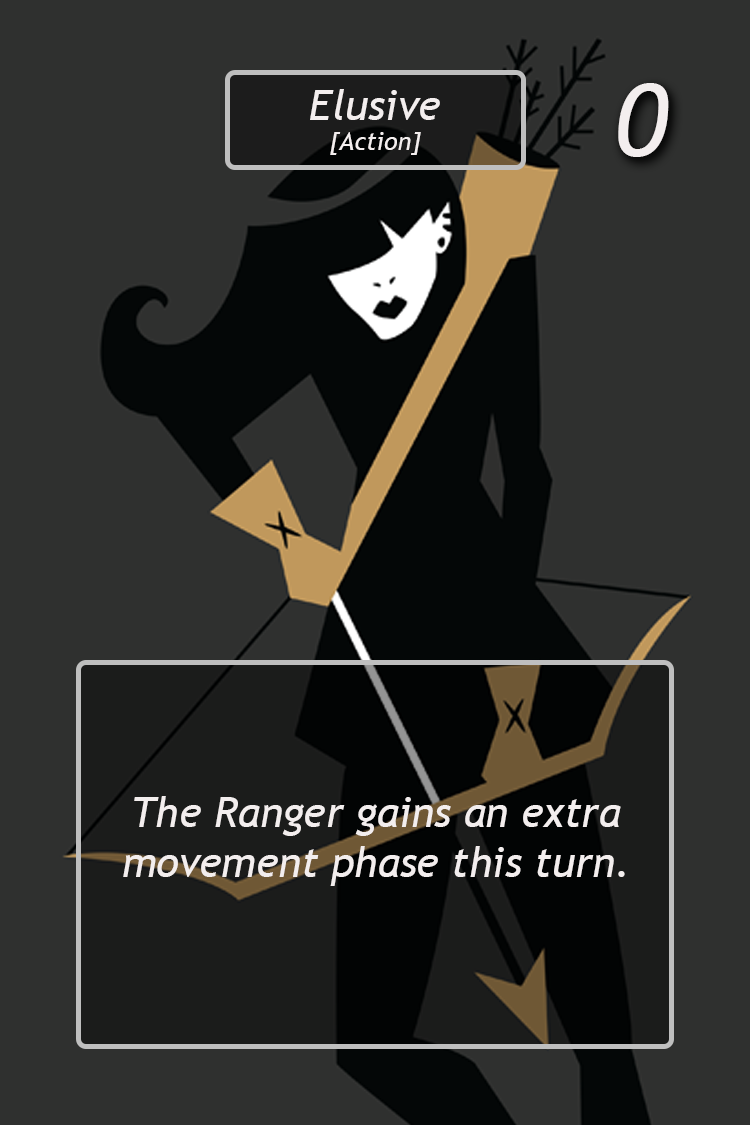 Elusive
[Action]
0
The Ranger gains an extra
movement phase this turn.